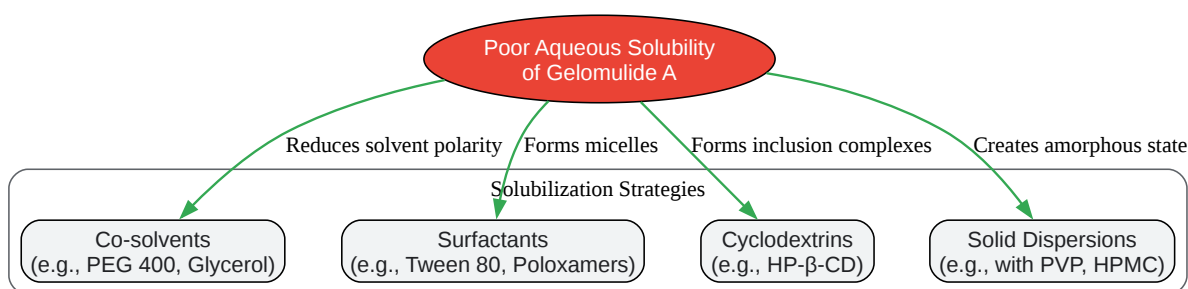 Poor Aqueous Solubility
of Gelomulide A
Reduces solvent polarity
Forms micelles
Forms inclusion complexes
Creates amorphous state
Solubilization Strategies
Co-solvents
(e.g., PEG 400, Glycerol)
Surfactants
(e.g., Tween 80, Poloxamers)
Cyclodextrins
(e.g., HP-β-CD)
Solid Dispersions
(e.g., with PVP, HPMC)